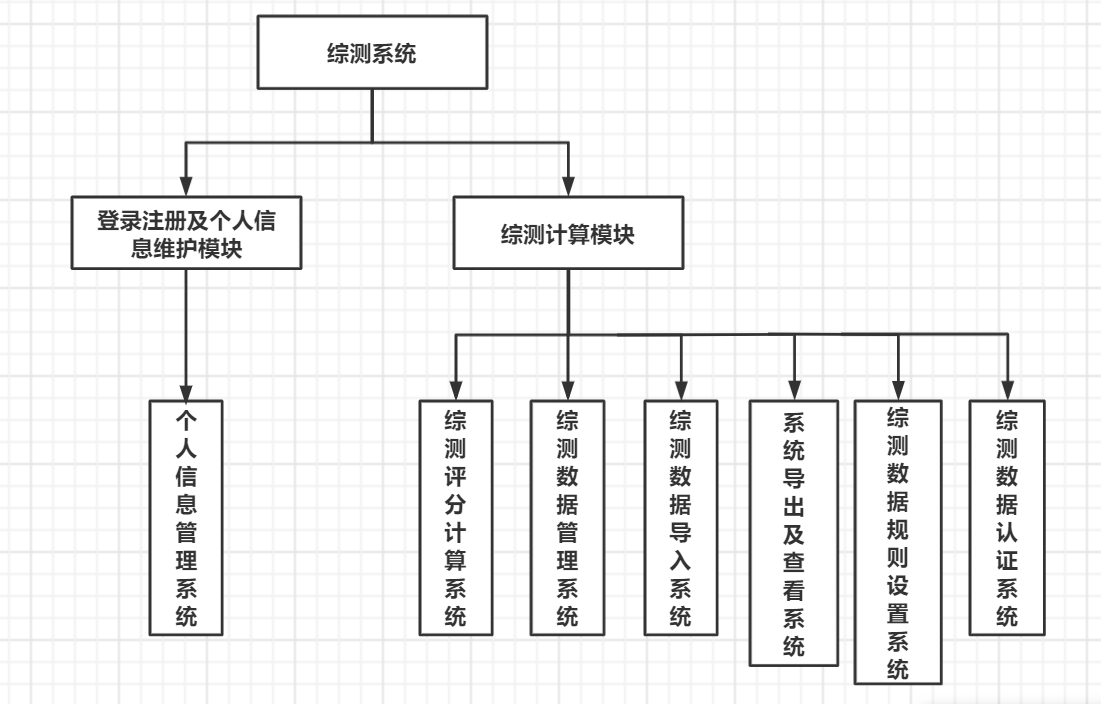 综测系统
登录注册及个人信
息维护模块
综测计算模块
个人信息管理系统
综测评分计算系统
综测数据管理系统
综测数据导入系统
系统导出及查看系统
综测数据规则设置系统
综测数据认证系统